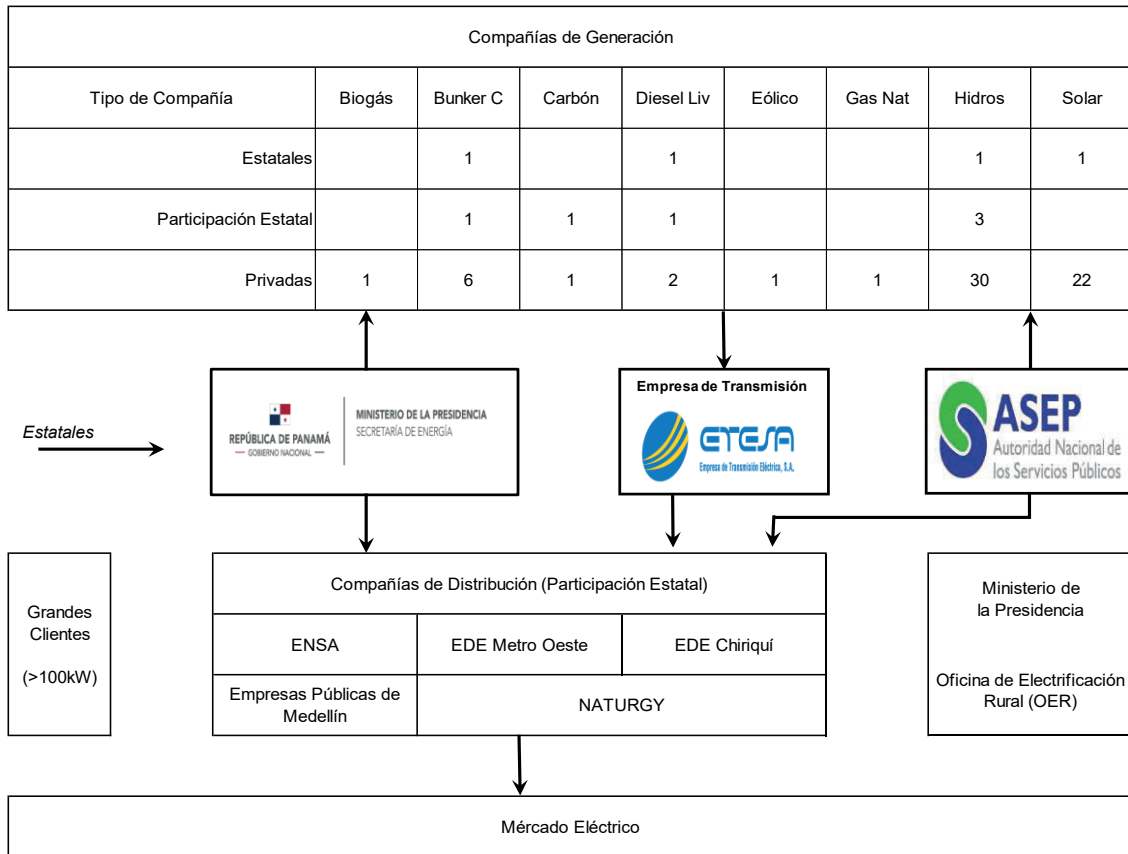 Compañías de Generación
Tipo de Compañía Biogás Bunker C Carbón Diesel Liv Eólico Gas Nat Hidros Solar
Estatales 1 1 1 1
Participación Estatal 1 1 1 3
Privadas 1 6 1 2 1 1 30 22
Estatales
REPÚBLICA DE PANAMÁ
— GOBIERNO NACIONAL —
MINISTERIO DE LA PRESIDENCIA
SECRETARÍA DE ENERGÍA
Empresa de Transmisión
ETESA
Empresa de Transmisión Eléctrica, S.A.
ASEP
Autoridad Nacional de
los Servicios Públicos
Grandes
Clientes
(>100kW)
Compañías de Distribución (Participación Estatal)
ENSA EDE Metro Oeste EDE Chiriquí
Empresas Públicas de
Medellín
NATURGY
Ministerio de
la Presidencia
Oficina de Electrificación
Rural (OER)
Mércado Eléctrico